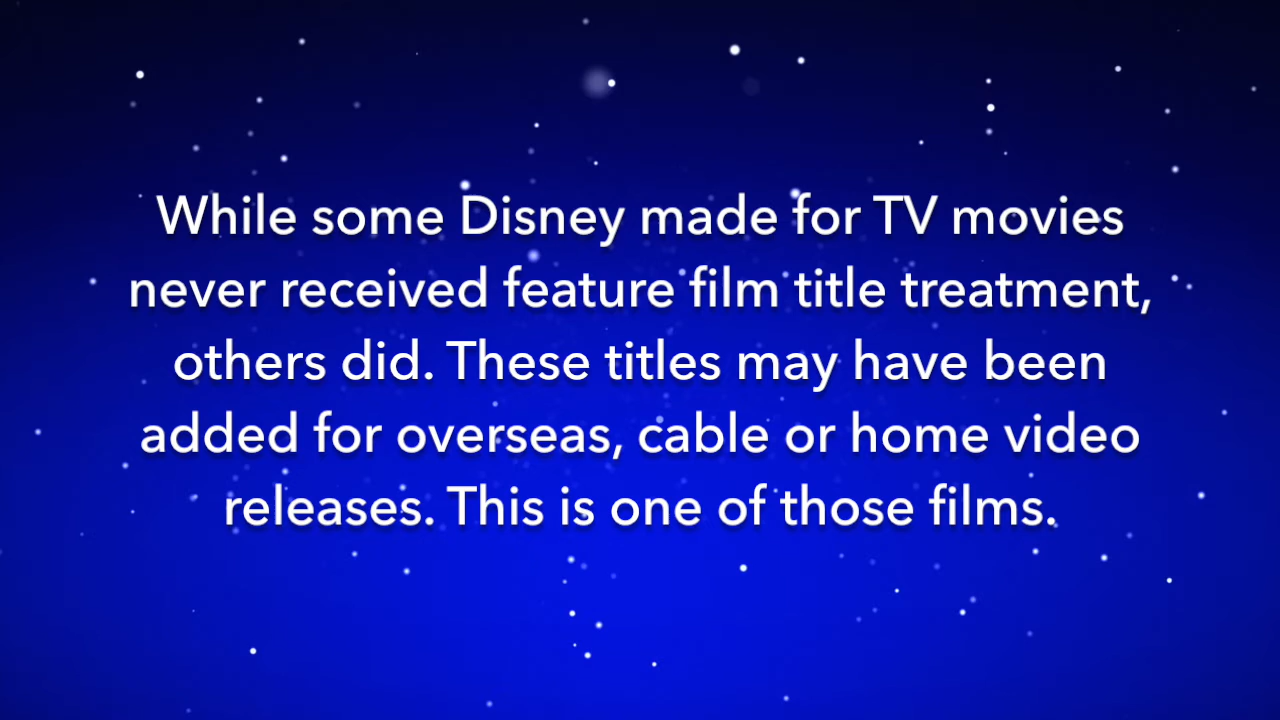 While some Disney made for TV movies
never received feature film title treatment,
others did. These titles may have been
added for overseas, cable or home video
releases. This is one of those films.